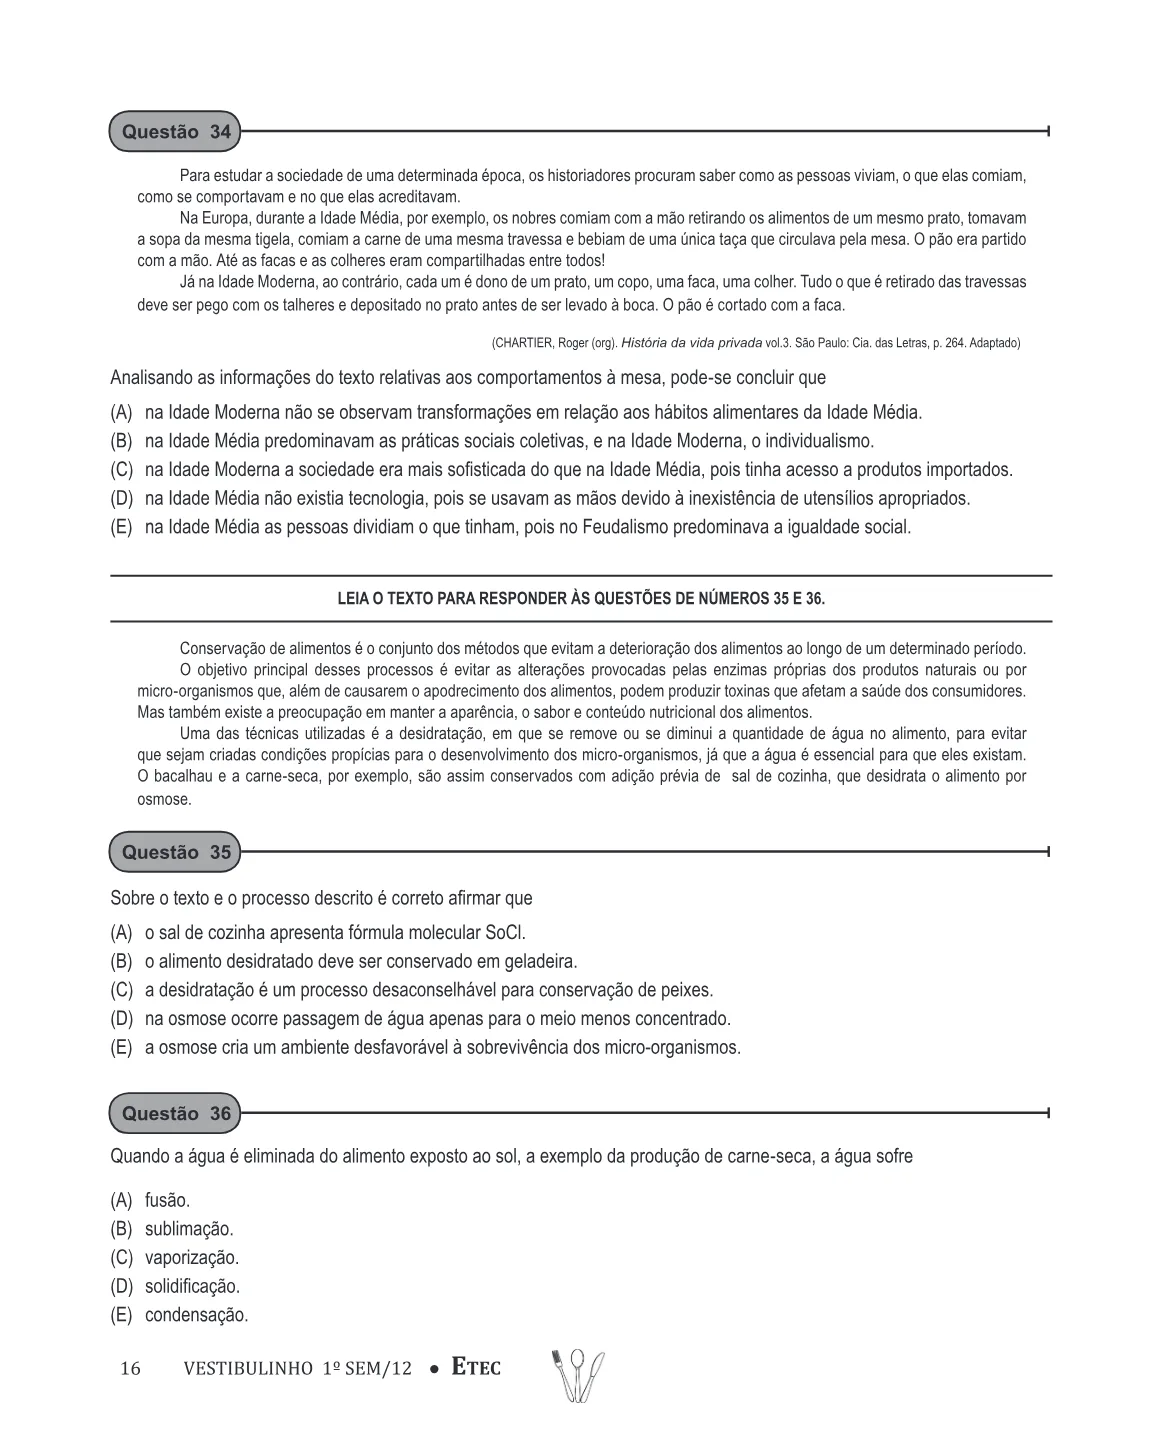 Questão 34
Para estudar a sociedade de uma determinada época, os historiadores procuram saber como as pessoas viviam, o que elas comiam,
como se comportavam e no que elas acreditavam.
Na Europa, durante a Idade Média, por exemplo, os nobres comiam com a mão retirando os alimentos de um mesmo prato, tomavam
a sopa da mesma tigela, comiam a carne de uma mesma travessa e bebiam de uma única taça que circulava pela mesa. O pão era partido
com a mão. Até as facas e as colheres eram compartilhadas entre todos!
Já na Idade Moderna, ao contrário, cada um é dono de um prato, um copo, uma faca, uma colher. Tudo o que é retirado das travessas
deve ser pego com os talheres e depositado no prato antes de ser levado à boca. O pão é cortado com a faca.
(CHARTIER, Roger (org). História da vida privada vol.3. São Paulo: Cia. das Letras, p. 264. Adaptado)
Analisando as informações do texto relativas aos comportamentos à mesa, pode-se concluir que
(A) na Idade Moderna não se observam transformações em relação aos hábitos alimentares da Idade Média.
(B) na Idade Média predominavam as práticas sociais coletivas, e na Idade Moderna, o individualismo.
(C) na Idade Moderna a sociedade era mais sofisticada do que na Idade Média, pois tinha acesso a produtos importados.
(D) na Idade Média não existia tecnologia, pois se usavam as mãos devido à inexistência de utensílios apropriados.
(E) na Idade Média as pessoas dividiam o que tinham, pois no Feudalismo predominava a igualdade social.
LEIA O TEXTO PARA RESPONDER ÀS QUESTÕES DE NÚMEROS 35 E 36.
Conservação de alimentos é o conjunto dos métodos que evitam a deterioração dos alimentos ao longo de um determinado período.
O objetivo principal desses processos é evitar as alterações provocadas pelas enzimas próprias dos produtos naturais ou por
micro-organismos que, além de causarem o apodrecimento dos alimentos, podem produzir toxinas que afetam a saúde dos consumidores.
Mas também existe a preocupação em manter a aparência, o sabor e conteúdo nutricional dos alimentos.
Uma das técnicas utilizadas é a desidratação, em que se remove ou se diminui a quantidade de água no alimento, para evitar
que sejam criadas condições propícias para o desenvolvimento dos micro-organismos, já que a água é essencial para que eles existam.
O bacalhau e a carne-seca, por exemplo, são assim conservados com adição prévia de sal de cozinha, que desidrata o alimento por
osmose.
Questão 35
Sobre o texto e o processo descrito é correto afirmar que
(A) o sal de cozinha apresenta fórmula molecular SoCl.
(B) o alimento desidratado deve ser conservado em geladeira.
(C) a desidratação é um processo desaconselhável para conservação de peixes.
(D) na osmose ocorre passagem de água apenas para o meio menos concentrado.
(E) a osmose cria um ambiente desfavorável à sobrevivência dos micro-organismos.
Questão 36
Quando a água é eliminada do alimento exposto ao sol, a exemplo da produção de carne-seca, a água sofre
(A) fusão.
(B) sublimação.
(C) vaporização.
(D) solidificação.
(E) condensação.
16 VESTIBULINHO 1º SEM/12 • ETEC